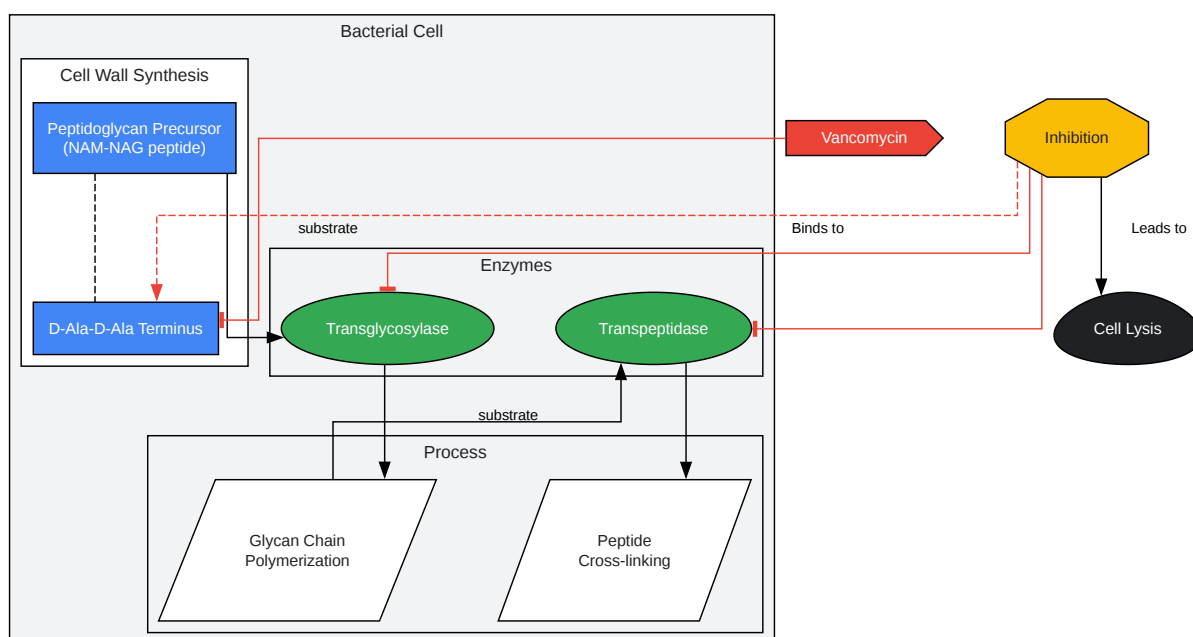 Bacterial Cell
Cell Wall Synthesis
Peptidoglycan Precursor
(NAM-NAG peptide)
Vancomycin
Inhibition
substrate
Binds to
Leads to
Enzymes
D-Ala-D-Ala Terminus
Transglycosylase
Transpeptidase
Cell Lysis
substrate
Process
Glycan Chain
Polymerization
Peptide
Cross-linking